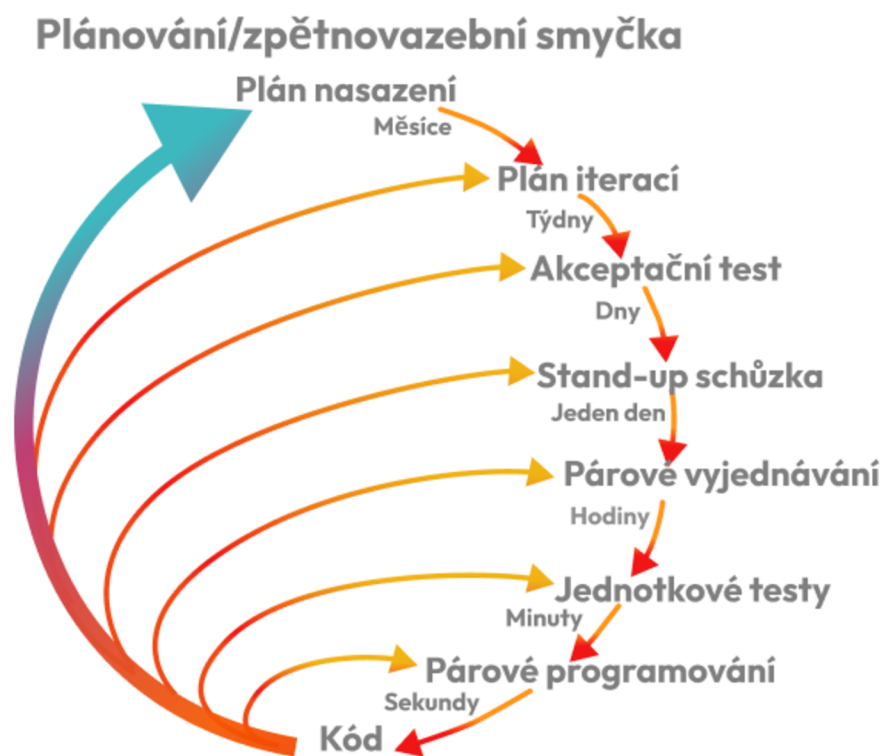 Plánování/zpětnovazební smyčka
Plán nasazení
Měsíce
Plán iterací
Týdny
Akceptační test
Dny
Stand-up schůzka
Jeden den
Párové vyjednávání
Hodiny
Jednotkové testy
Minuty
Párové programování
Sekundy
Kód